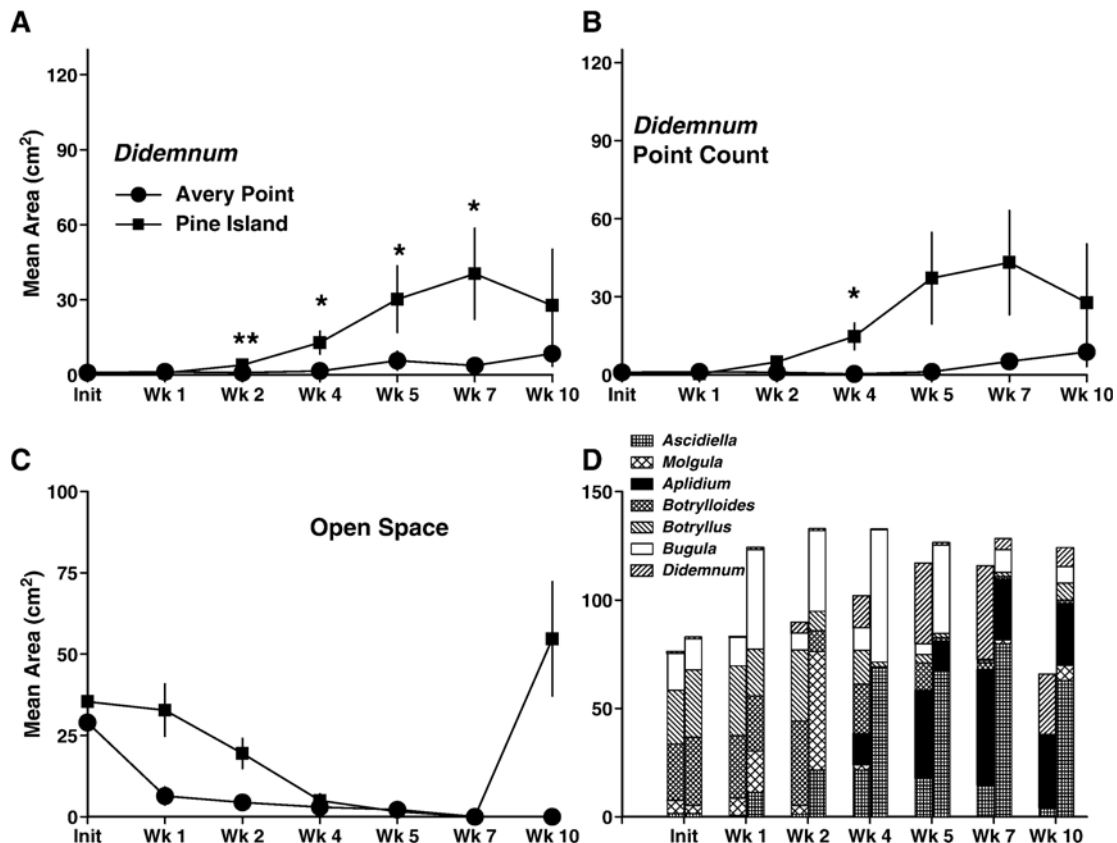 A
Mean Area (cm²)
120
90
60
30
0
Didemnum
Avery Point
Pine Island
**
*
*
*
Init Wk 1 Wk 2 Wk 4 Wk 5 Wk 7 Wk 10
B
120
90
60
30
0
Didemnum
Point Count
*
Init Wk 1 Wk 2 Wk 4 Wk 5 Wk 7 Wk 10
C
Mean Area (cm²)
100
75
50
25
0
Open Space
Init Wk 1 Wk 2 Wk 4 Wk 5 Wk 7 Wk 10
D
Ascidiella
Molgula
Aplidium
Botrylloides
Botryllus
Bugula
Didemnum
150
100
50
0
Init Wk 1 Wk 2 Wk 4 Wk 5 Wk 7 Wk 10